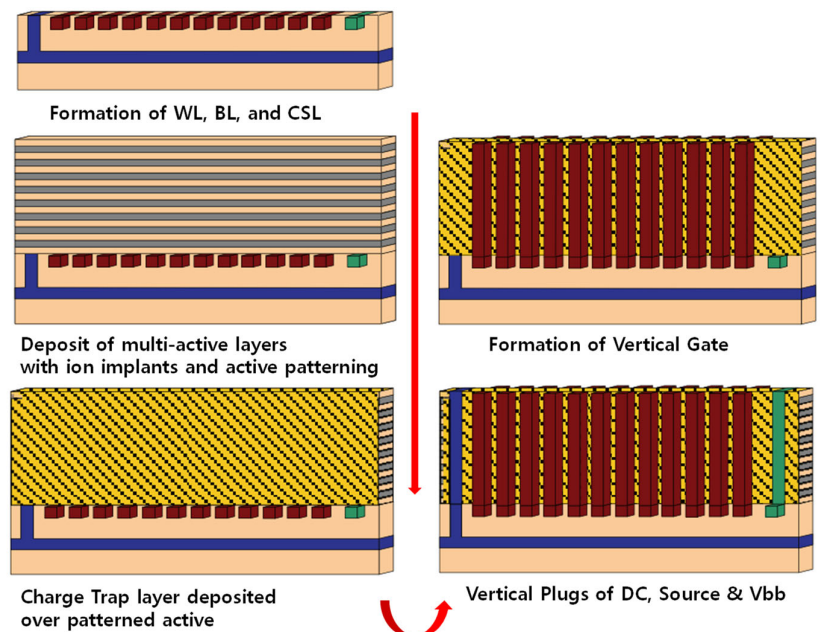 Formation of WL, BL, and CSL
Deposit of multi-active layers
with ion implants and active patterning
Charge Trap layer deposited
over patterned active
Formation of Vertical Gate
Vertical Plugs of DC, Source & Vbb